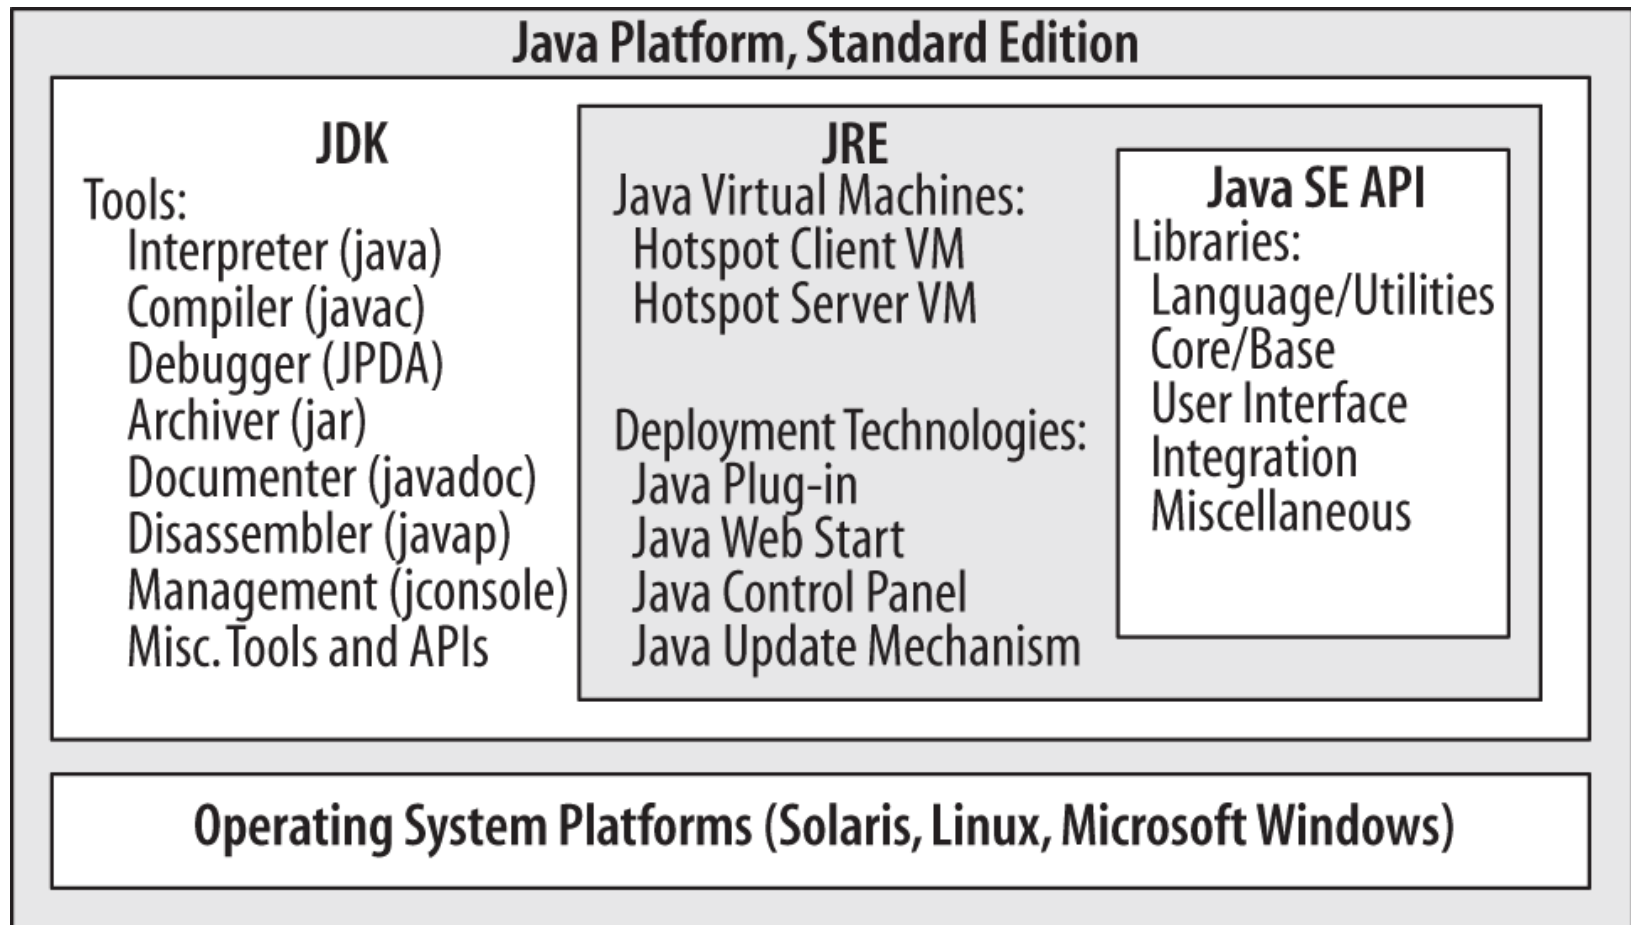 Java Platform, Standard Edition
JDK
Tools:
Interpreter (java)
Compiler (javac)
Debugger (JPDA)
Archiver (jar)
Documenter (javadoc)
Disassembler (javap)
Management (jconsole)
Misc. Tools and APIs
JRE
Java Virtual Machines:
Hotspot Client VM
Hotspot Server VM
Deployment Technologies:
Java Plug-in
Java Web Start
Java Control Panel
Java Update Mechanism
Java SE API
Libraries:
Language/Utilities
Core/Base
User Interface
Integration
Miscellaneous
Operating System Platforms (Solaris, Linux, Microsoft Windows)